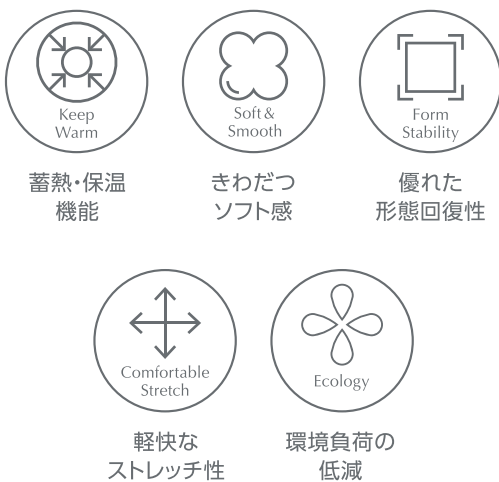 Keep
Warm
蓄熱・保温
機能
Soft &
Smooth
きわだつ
ソフト感
Form
Stability
優れた
形態回復性
Comfortable
Stretch
軽快な
ストレッチ性
Ecology
環境負荷の
低減